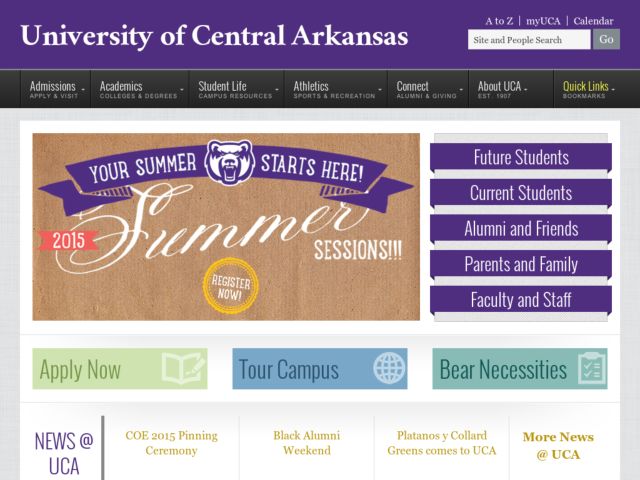 A to Z | myUCA | Calendar
University of Central Arkansas
Site and People Search
Go
Admissions
APPLY & VISIT
Academics
COLLEGES & DEGREES
Student Life
CAMPUS RESOURCES
Athletics
SPORTS & RECREATION
Connect
ALUMNI & GIVING
About UCA
EST. 1907
Quick Links
BOOKMARKS
YOUR SUMMER STARTS HERE!
2015
Summer
SESSIONS!!!
REGISTER
NOW!
Future Students
Current Students
Alumni and Friends
Parents and Family
Faculty and Staff
Apply Now
Tour Campus
Bear Necessities
NEWS @
UCA
COE 2015 Pinning
Ceremony
Black Alumni
Weekend
Platanos y Collard
Greens comes to UCA
More News
@ UCA